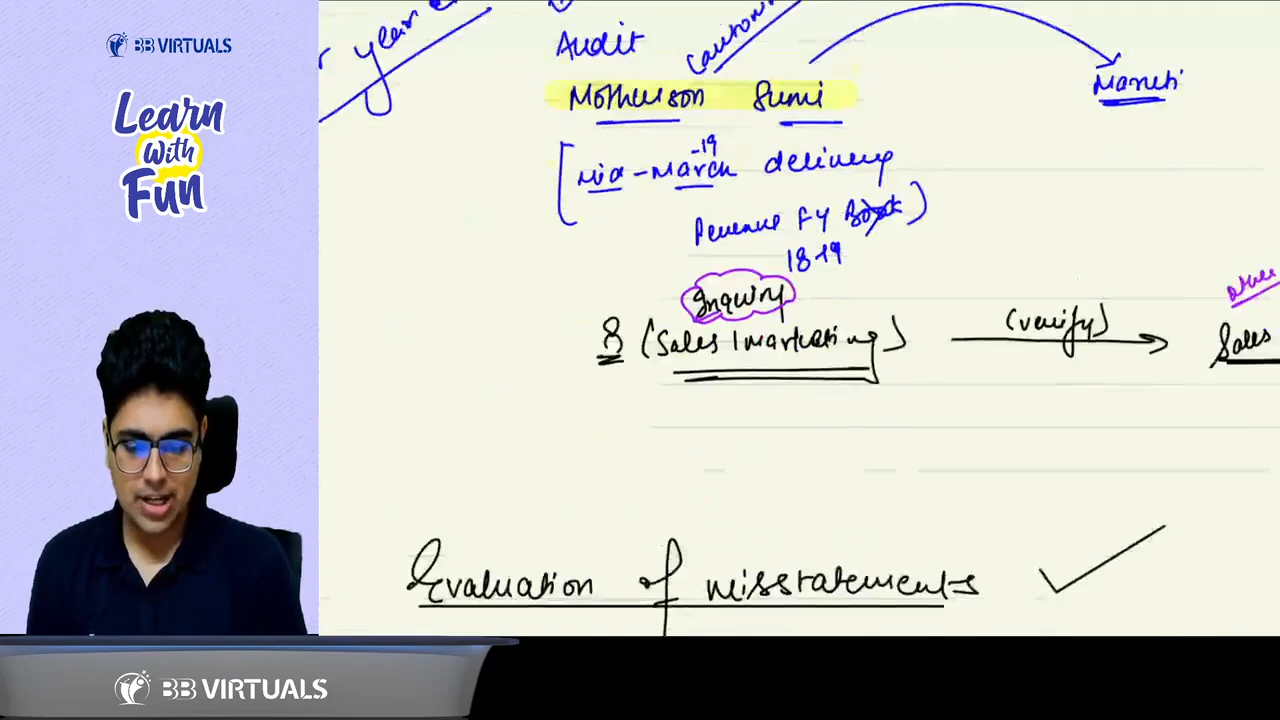 BB VIRTUALS
Learn
With
Fun
r year
Audit
Motherson Sumi
Maruti
[Mid-March-19 delivery
Revenue FY
18-19
Inquiry
8 (Sales/marketing)
(verify)
Sales
Evaluation of misstatements
BB VIRTUALS